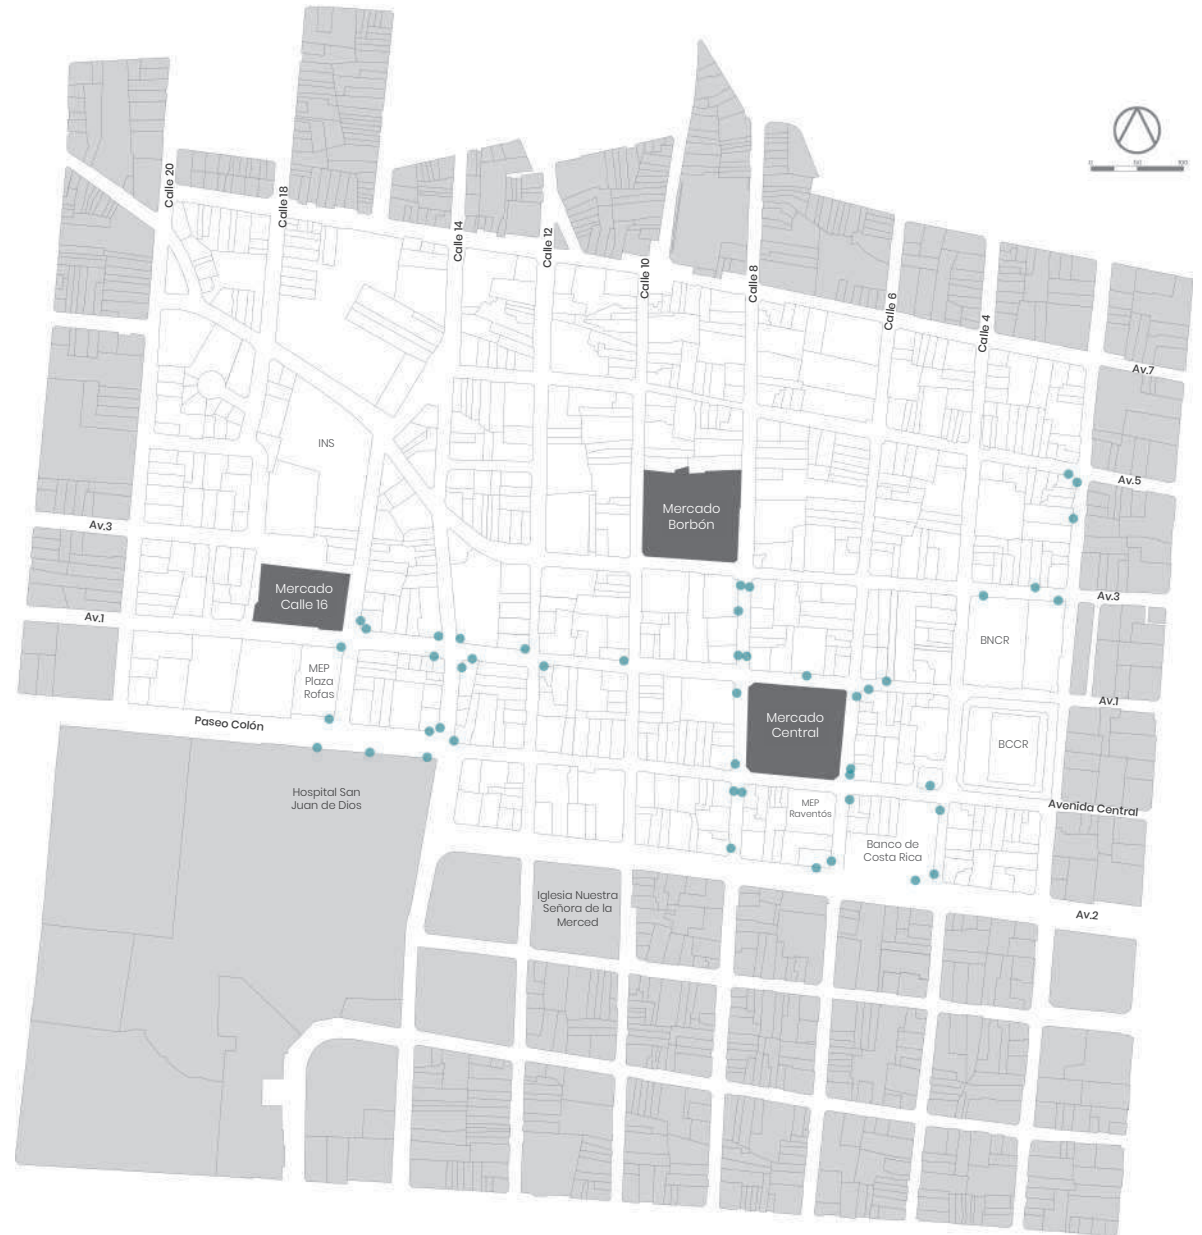 Calle 20
Calle 18
Calle 14
Calle 12
Calle 10
Calle 8
Calle 6
Calle 4
Av.7
INS
Av.5
Mercado
Borbón
Av.3
Mercado
Calle 16
Av.3
Av.1
BNCR
MEP
Plaza
Rofas
Av.1
Paseo Colón
Mercado
Central
BCCR
Hospital San
Juan de Dios
MEP
Raventós
Avenida Central
Banco de
Costa Rica
Iglesia Nuestra
Señora de la
Merced
Av.2